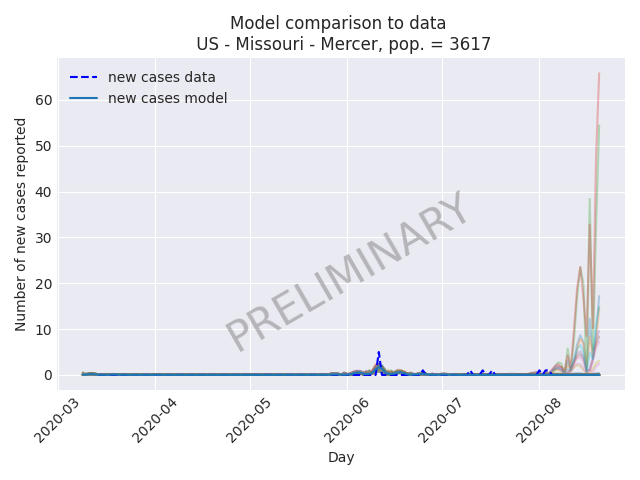 Model comparison to data
US - Missouri - Mercer, pop. = 3617
new cases data
new cases model
Number of new cases reported
60
50
40
30
20
10
0
PRELIMINARY
2020-03
2020-04
2020-05
2020-06
2020-07
2020-08
Day